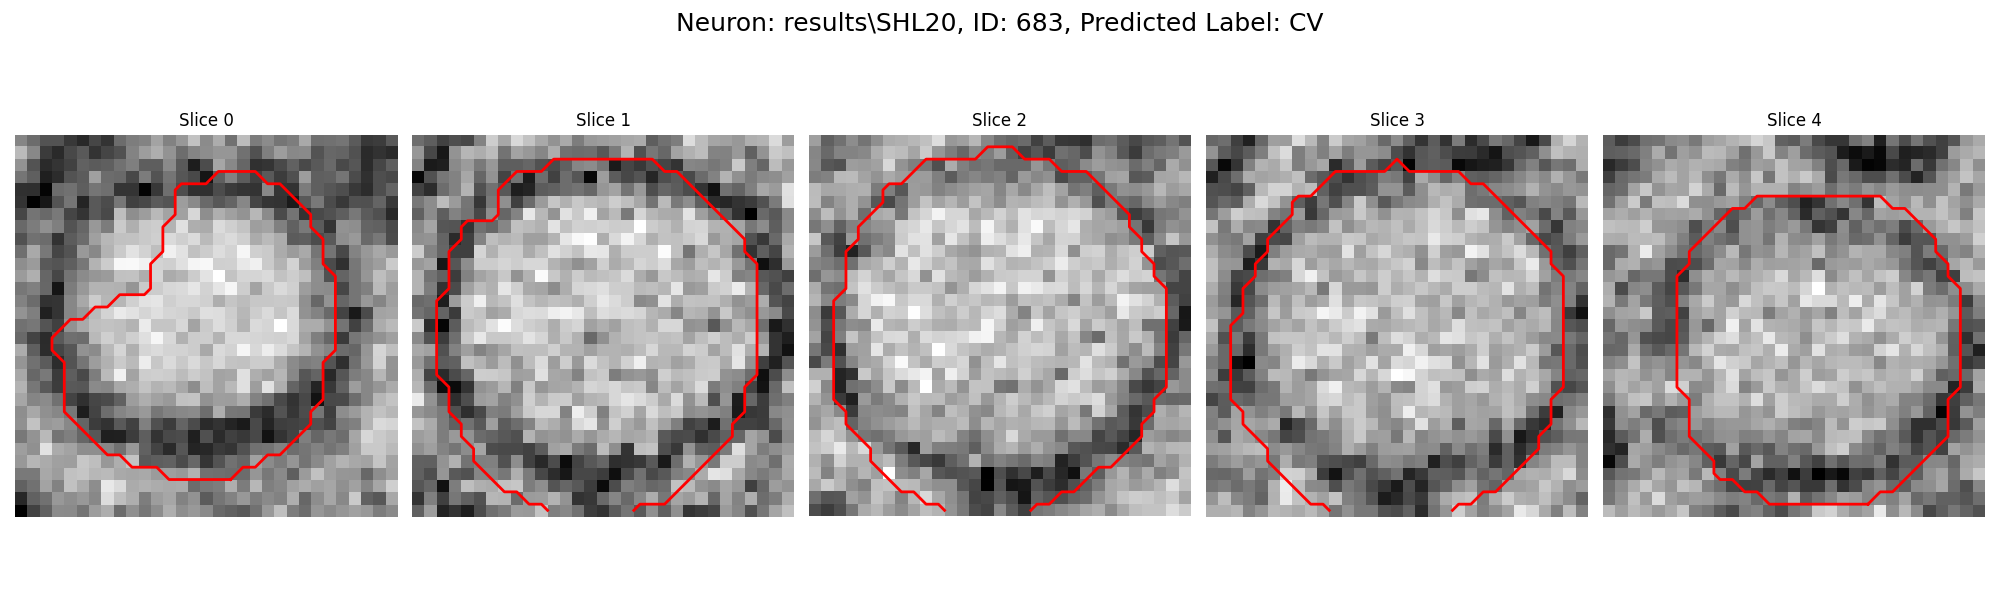 Neuron: results\SHL20, ID: 683, Predicted Label: CV
Slice 0
Slice 1
Slice 2
Slice 3
Slice 4